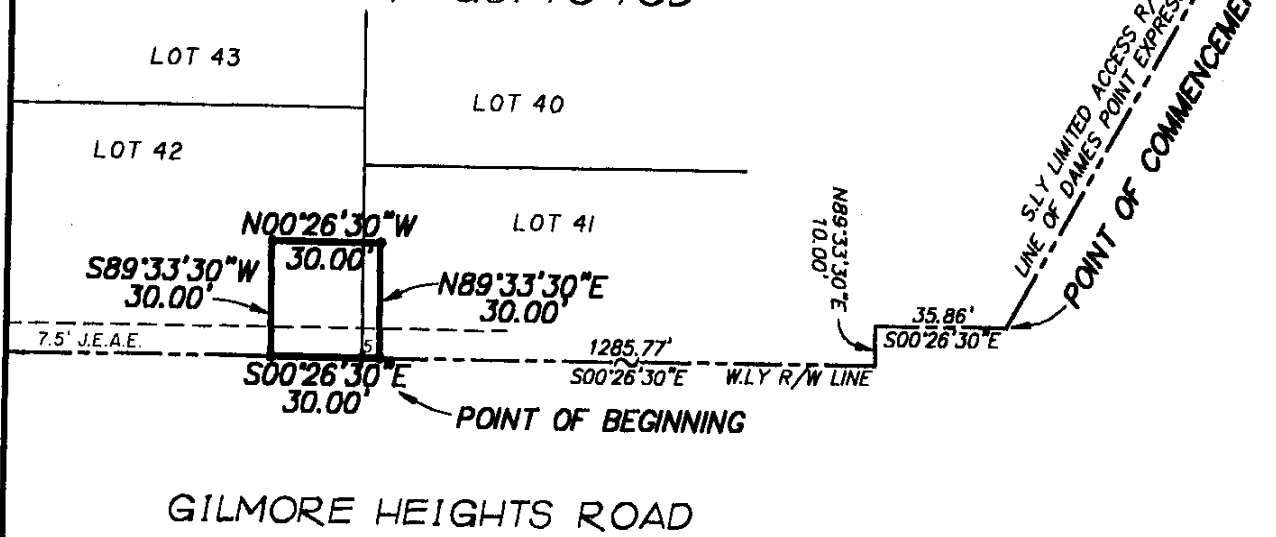 LOT 43
LOT 40
LOT 42
LOT 41
N00°26'30"W
30.00'
S89°33'30"W
30.00'
N89°33'30"E
30.00'
7.5' J.E.A.E.
5
S00°26'30"E
30.00'
POINT OF BEGINNING
1285.77'
S00°26'30"E
W.LY R/W LINE
N89°33'30"E
10.00'
35.86'
S00°26'30"E
S.LY LIMITED ACCESS R/
LINE OF DAMES POINT EXPRES
POINT OF COMMENCEMEN
GILMORE HEIGHTS ROAD